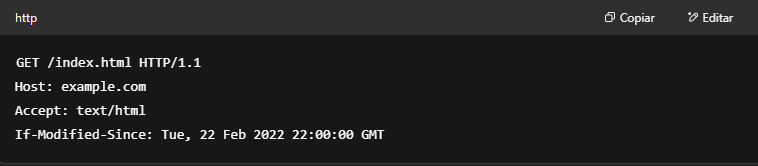 http Copiar Editar
GET /index.html HTTP/1.1
Host: example.com
Accept: text/html
If-Modified-Since: Tue, 22 Feb 2022 22:00:00 GMT